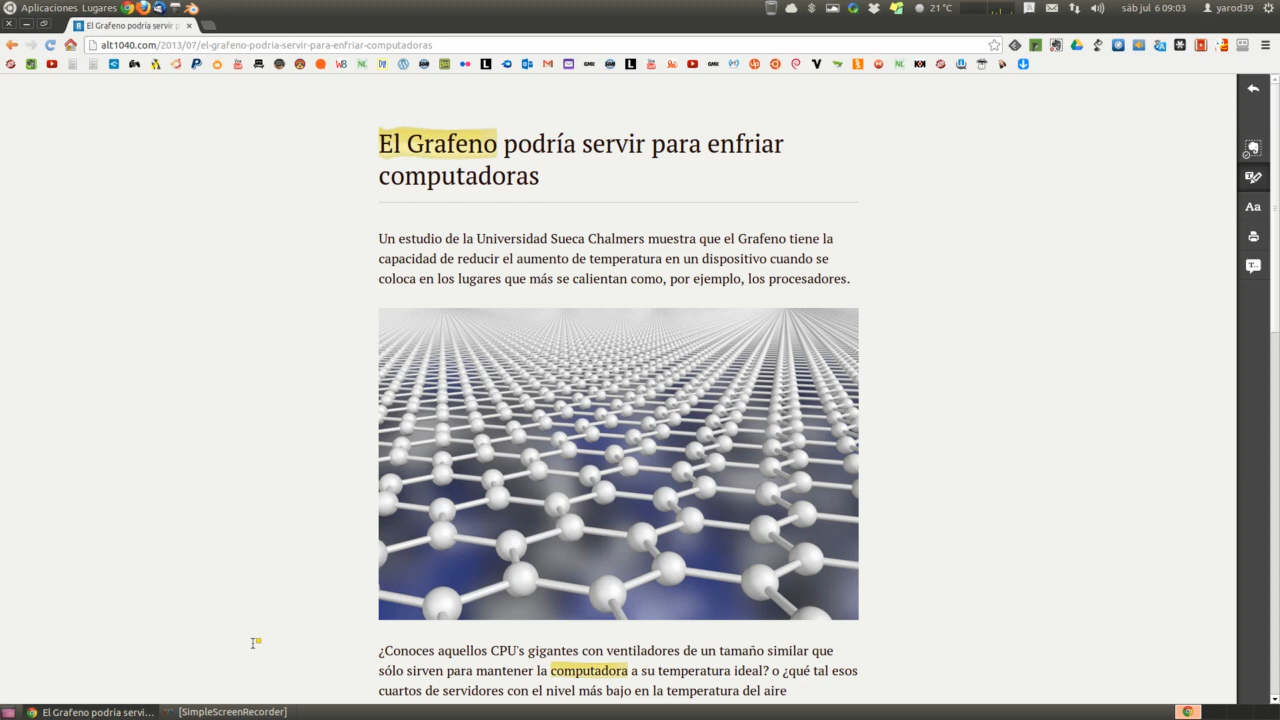 Aplicaciones Lugares
21 °C
sáb jul 6 09:03
yarod39
El Grafeno podría servir p
alt1040.com/2013/07/el-grafeno-podria-servir-para-enfriar-computadoras
El Grafeno podría servir para enfriar
computadoras
Un estudio de la Universidad Sueca Chalmers muestra que el Grafeno tiene la
capacidad de reducir el aumento de temperatura en un dispositivo cuando se
coloca en los lugares que más se calientan como, por ejemplo, los procesadores.
Aa
¿Conoces aquellos CPU's gigantes con ventiladores de un tamaño similar que
sólo sirven para mantener la computadora a su temperatura ideal? o ¿qué tal esos
cuartos de servidores con el nivel más bajo en la temperatura del aire
El Grafeno podría servi...
[SimpleScreenRecorder]